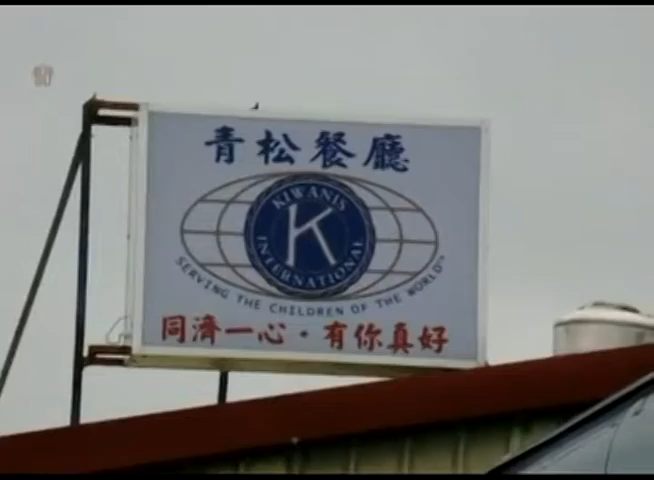 青松餐廳
KIWANIS
K
INTERNATIONAL
SERVING THE CHILDREN OF THE WORLD™
同濟一心・有你真好